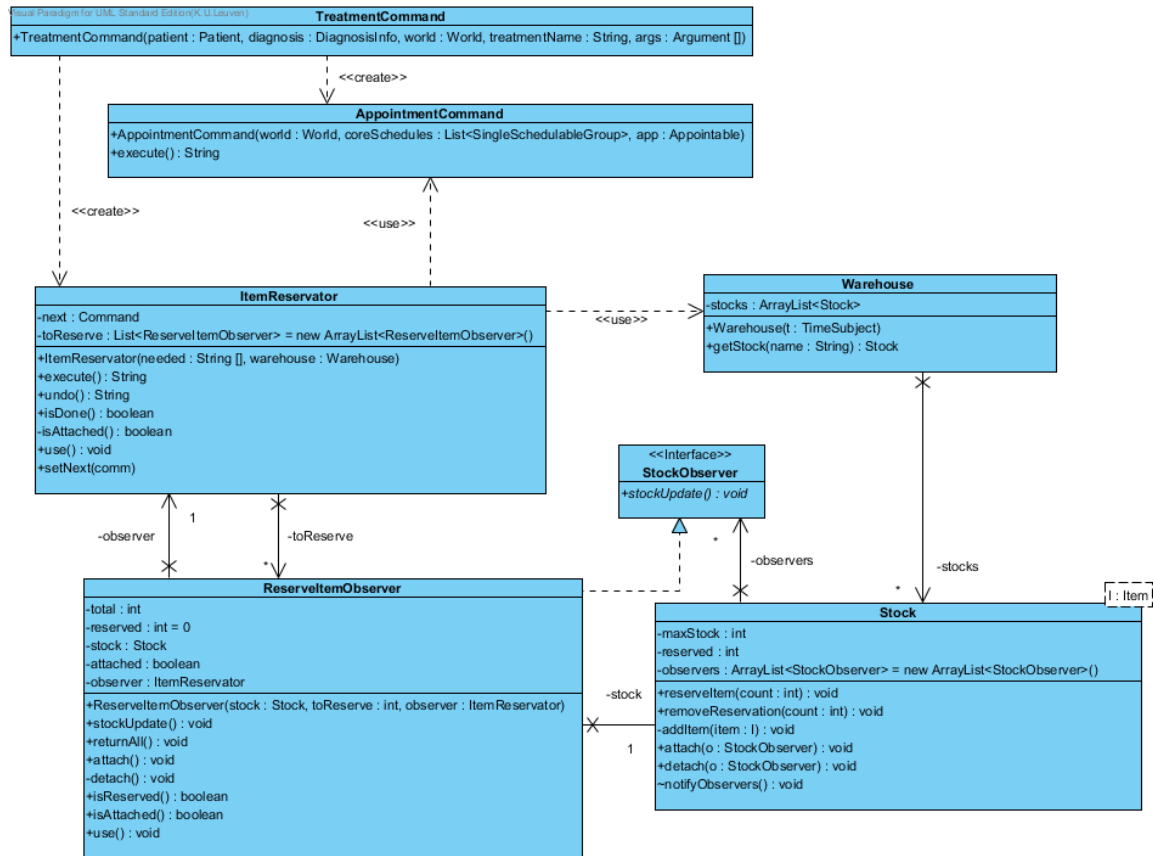 Visual Paradigm for UML Standard Edition(K.U.Leuven)
TreatmentCommand
+TreatmentCommand(patient : Patient, diagnosis : DiagnosisInfo, world : World, treatmentName : String, args : Argument [])
<<create>>
AppointmentCommand
+AppointmentCommand(world : World, coreSchedules : List<SingleSchedulableGroup>, app : Appointable)
+execute() : String
<<create>>
<<use>>
ItemReservator
-next : Command
-toReserve : List<ReserveItemObserver> = new ArrayList<ReserveItemObserver>()
+ItemReservator(needed : String [], warehouse : Warehouse)
+execute() : String
+undo() : String
+isDone() : boolean
-isAttached() : boolean
+use() : void
+setNext(comm)
<<use>>
Warehouse
-stocks : ArrayList<Stock>
+Warehouse(t : TimeSubject)
+getStock(name : String) : Stock
<<Interface>>
StockObserver
+stockUpdate() : void
1
-observer
-toReserve
*
*
-observers
-stocks
*
ReserveItemObserver
-total : int
-reserved : int = 0
-stock : Stock
-attached : boolean
-observer : ItemReservator
+ReserveItemObserver(stock : Stock, toReserve : int, observer : ItemReservator)
+stockUpdate() : void
+returnAll() : void
+attach() : void
-detach() : void
+isReserved() : boolean
+isAttached() : boolean
+use() : void
-stock
1
I : Item
Stock
-maxStock : int
-reserved : int
-observers : ArrayList<StockObserver> = new ArrayList<StockObserver>()
+reserveItem(count : int) : void
+removeReservation(count : int) : void
-addItem(item : I) : void
+attach(o : StockObserver) : void
+detach(o : StockObserver) : void
~notifyObservers() : void